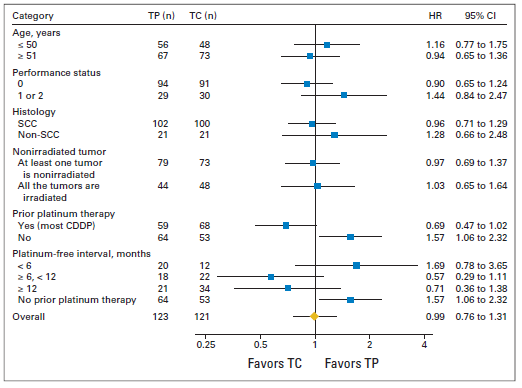 Category TP (n) TC (n) HR 95% CI
Age, years
≤ 50 56 48 1.16 0.77 to 1.75
≥ 51 67 73 0.94 0.65 to 1.36
Performance status
0 94 91 0.90 0.65 to 1.24
1 or 2 29 30 1.44 0.84 to 2.47
Histology
SCC 102 100 0.96 0.71 to 1.29
Non-SCC 21 21 1.28 0.66 to 2.48
Nonirradiated tumor
At least one tumor 79 73 0.97 0.69 to 1.37
is nonirradiated
All the tumors are 44 48 1.03 0.65 to 1.64
irradiated
Prior platinum therapy
Yes (most CDDP) 59 68 0.69 0.47 to 1.02
No 64 53 1.57 1.06 to 2.32
Platinum-free interval, months
< 6 20 12 1.69 0.78 to 3.65
≥ 6, < 12 18 22 0.57 0.29 to 1.11
≥ 12 21 34 0.71 0.36 to 1.38
No prior platinum therapy 64 53 1.57 1.06 to 2.32
Overall 123 121 0.99 0.76 to 1.31
0.25 0.5 1 2 4
Favors TC Favors TP